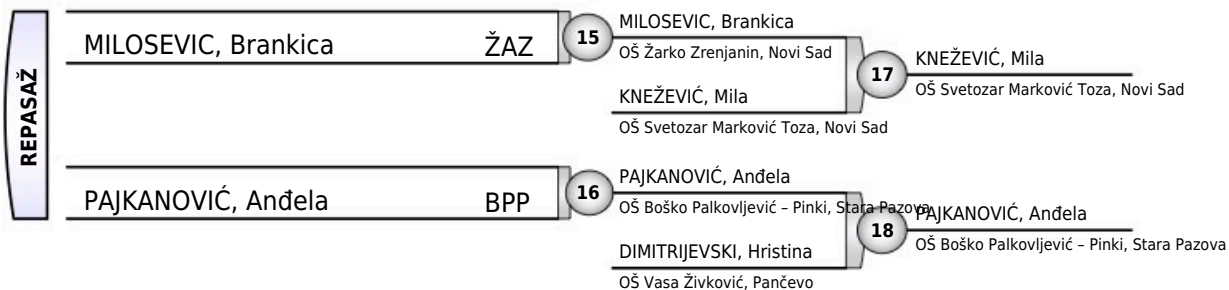 REPASAŽ
MILOSEVIC, Brankica ŽAZ
15
MILOSEVIC, Brankica
OŠ Žarko Zrenjanin, Novi Sad
KNEŽEVIĆ, Mila
OŠ Svetozar Marković Toza, Novi Sad
17
KNEŽEVIĆ, Mila
OŠ Svetozar Marković Toza, Novi Sad
PAJKANOVIĆ, Anđela BPP
16
PAJKANOVIĆ, Anđela
OŠ Boško Palkovljević – Pinki, Stara Pazova
DIMITRIJEVSKI, Hristina
OŠ Vasa Živković, Pančevo
18
PAJKANOVIĆ, Anđela
OŠ Boško Palkovljević – Pinki, Stara Pazova